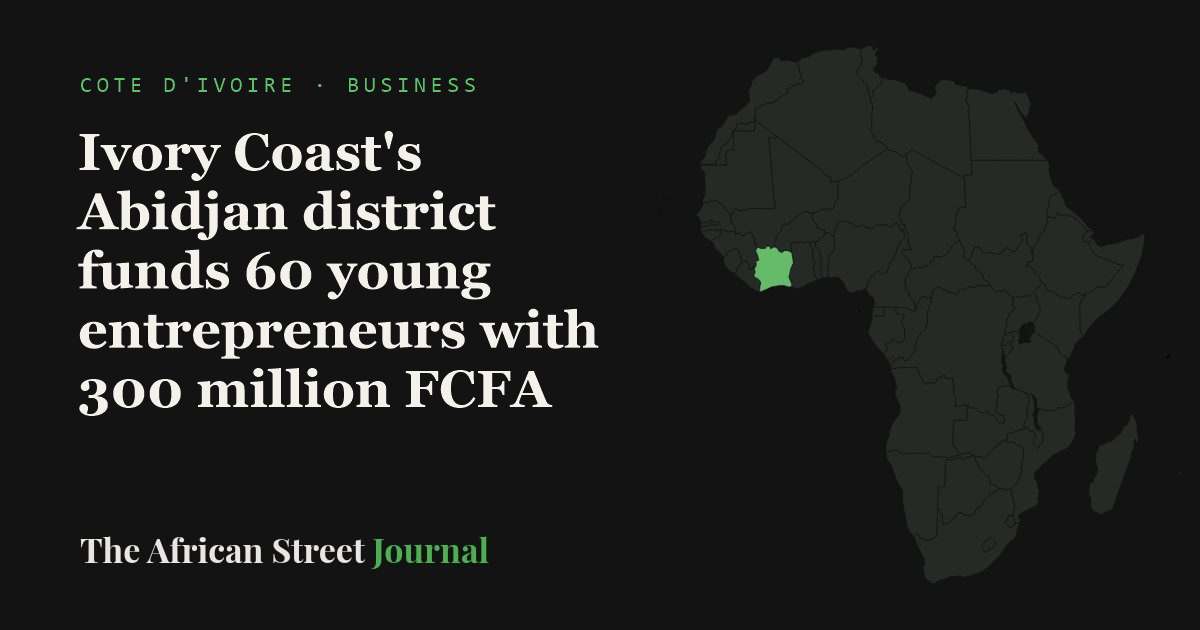 COTE D'IVOIRE · BUSINESS
Ivory Coast's
Abidjan district
funds 60 young
entrepreneurs with
300 million FCFA
The African Street Journal